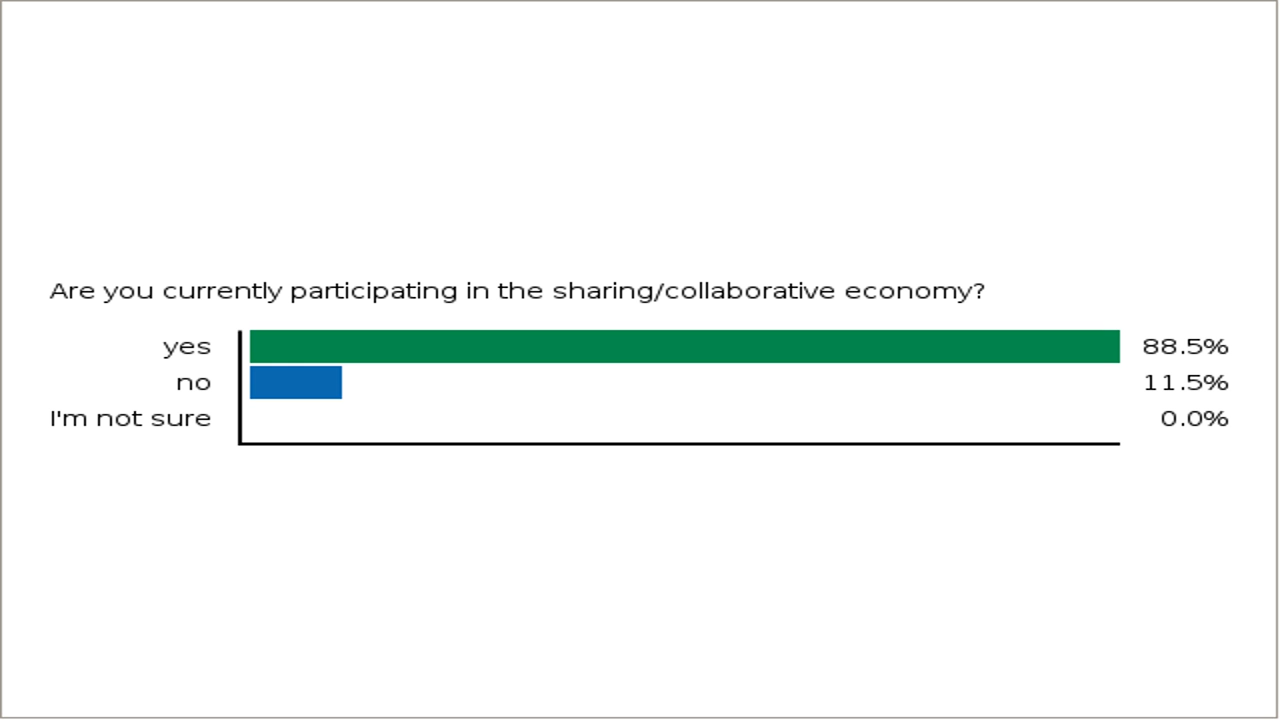 Are you currently participating in the sharing/collaborative economy?
yes 88.5%
no 11.5%
I'm not sure 0.0%